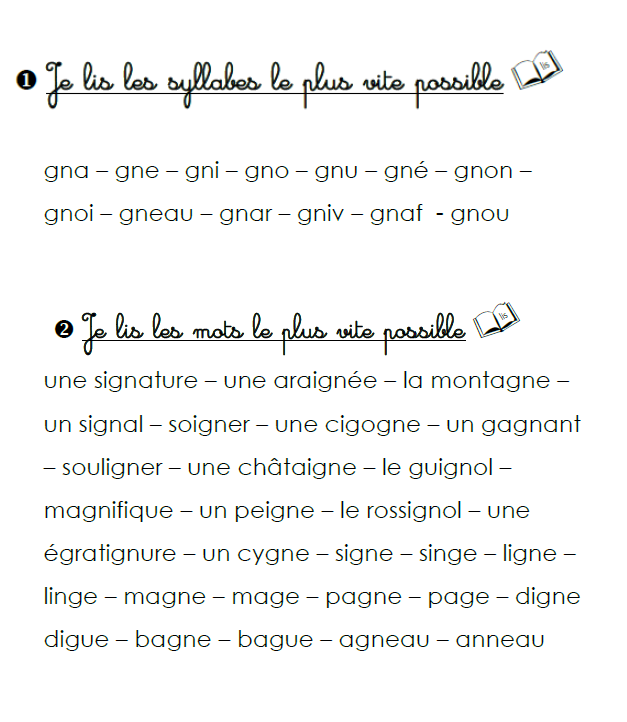 ❶ Je lis les syllabes le plus vite possible lis
gna – gne – gni – gno – gnu – gné – gnon –
gnoi – gneau – gnar – gniv – gnaf - gnou
❷ Je lis les mots le plus vite possible lis
une signature – une araignée – la montagne –
un signal – soigner – une cigogne – un gagnant
– souligner – une châtaigne – le guignol –
magnifique – un peigne – le rossignol – une
égratignure – un cygne – signe – singe – ligne –
linge – magne – mage – pagne – page – digne
digue – bagne – bague – agneau – anneau